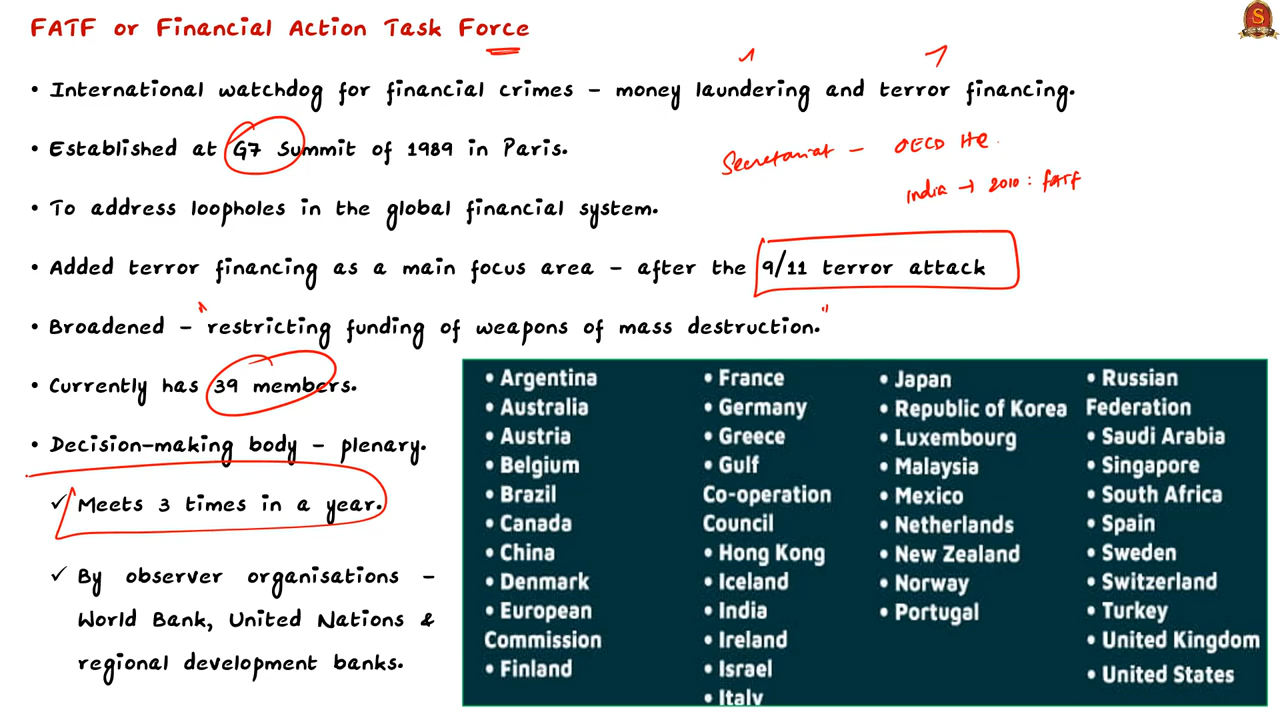 FATF or Financial Action Task Force
• International watchdog for financial crimes – money laundering and terror financing.
• Established at G7 Summit of 1989 in Paris.
Secretariat – OECD HQ.
India → 2010 : FATF
• To address loopholes in the global financial system.
• Added terror financing as a main focus area – after the 9/11 terror attack
• Broadened – "restricting funding of weapons of mass destruction."
• Currently has 39 members.
• Decision-making body – plenary.
✓ Meets 3 times in a year.
✓ By observer organisations –
World Bank, United Nations &
regional development banks.
• Argentina
• Australia
• Austria
• Belgium
• Brazil
• Canada
• China
• Denmark
• European
Commission
• Finland
• France
• Germany
• Greece
• Gulf
Co-operation
Council
• Hong Kong
• Iceland
• India
• Ireland
• Israel
• Italy
• Japan
• Republic of Korea
• Luxembourg
• Malaysia
• Mexico
• Netherlands
• New Zealand
• Norway
• Portugal
• Russian
Federation
• Saudi Arabia
• Singapore
• South Africa
• Spain
• Sweden
• Switzerland
• Turkey
• United Kingdom
• United States